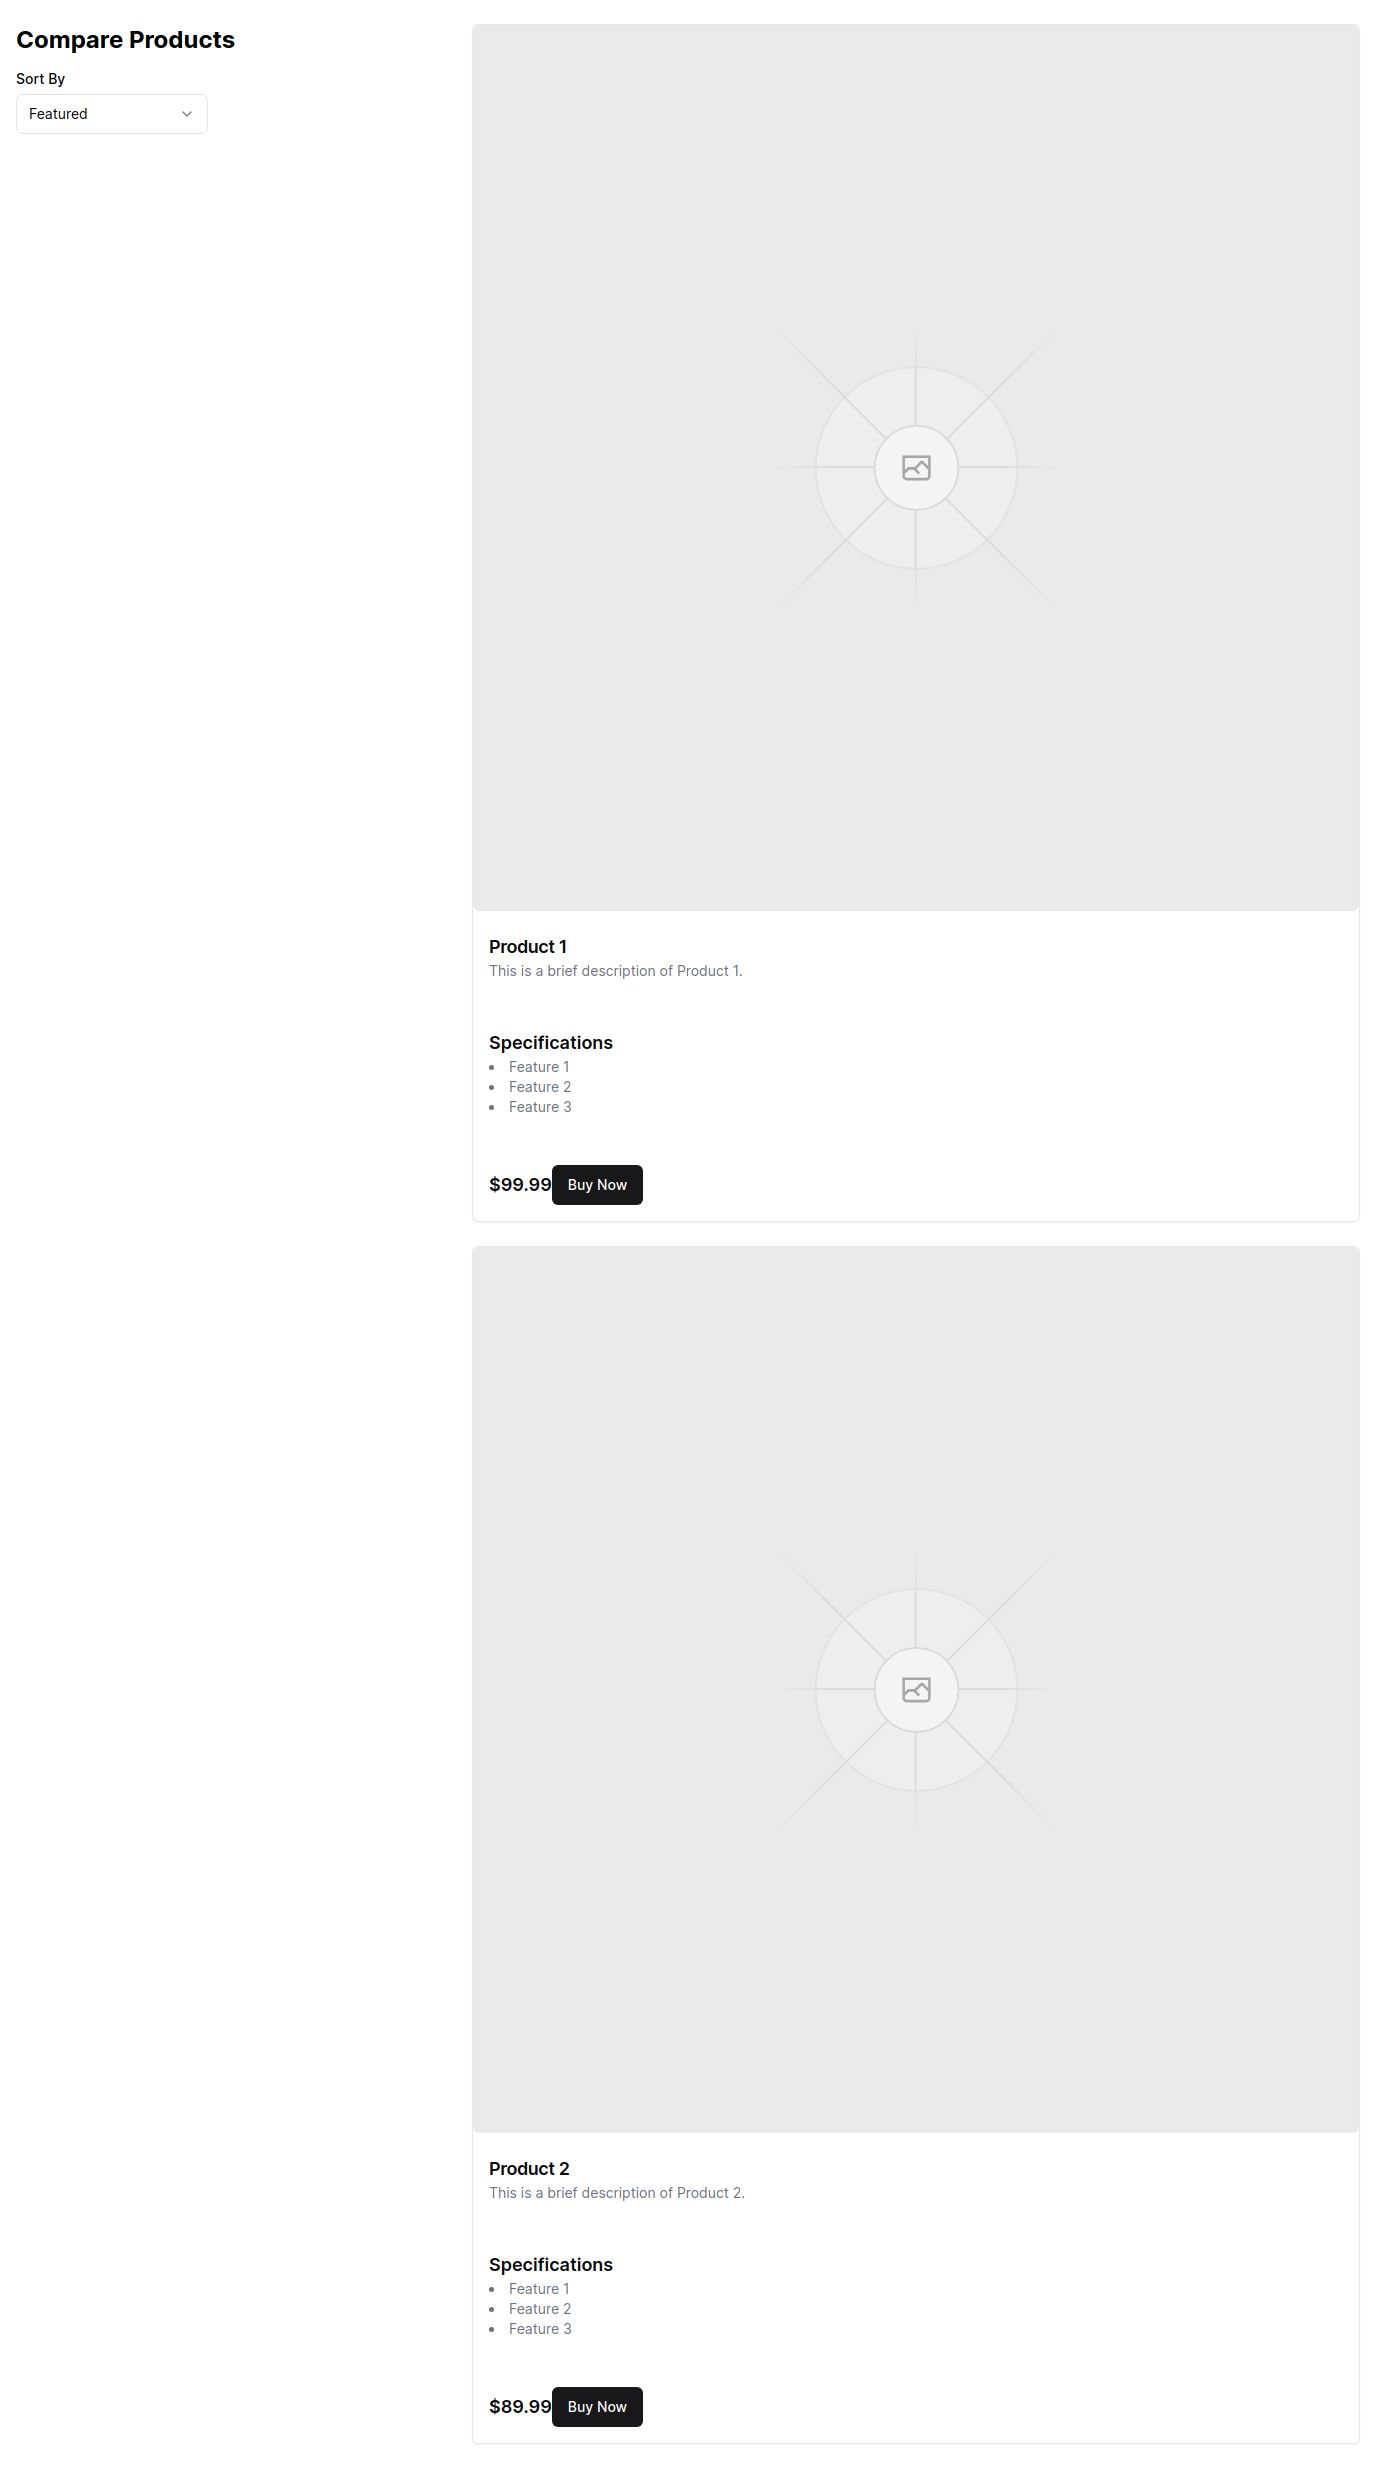 Compare Products
Sort By
Featured
Product 1
This is a brief description of Product 1.
Specifications
• Feature 1
• Feature 2
• Feature 3
$99.99 Buy Now
Product 2
This is a brief description of Product 2.
Specifications
• Feature 1
• Feature 2
• Feature 3
$89.99 Buy Now